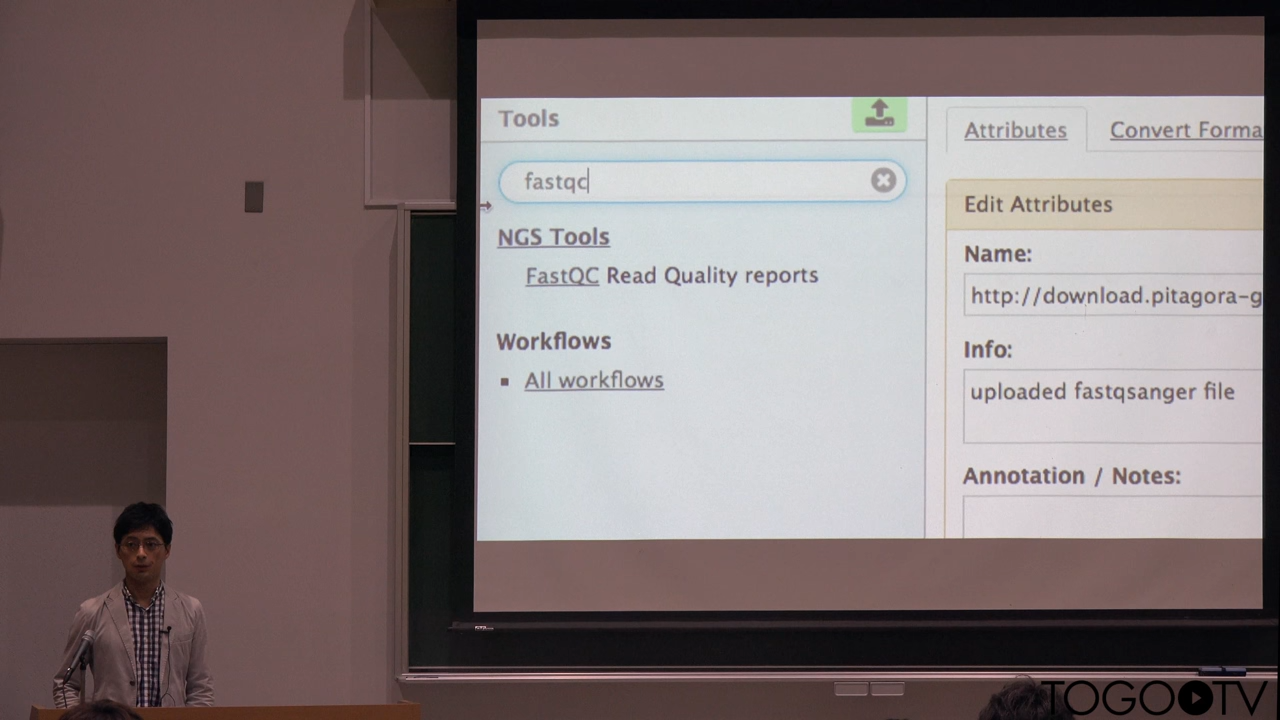 Tools
fastqc
NGS Tools
FastQC Read Quality reports
Workflows
All workflows
Attributes
Convert Forma
Edit Attributes
Name:
http://download.pitagora-g
Info:
uploaded fastqsanger file
Annotation / Notes:
TOGO TV